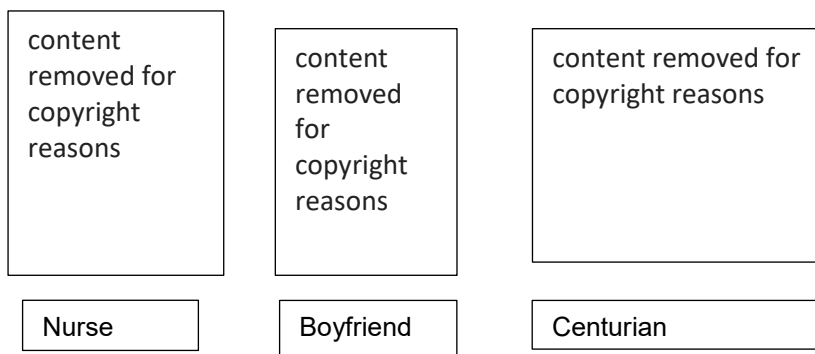 content
removed for
copyright
reasons
content
removed
for
copyright
reasons
content removed for
copyright reasons
Nurse
Boyfriend
Centurian